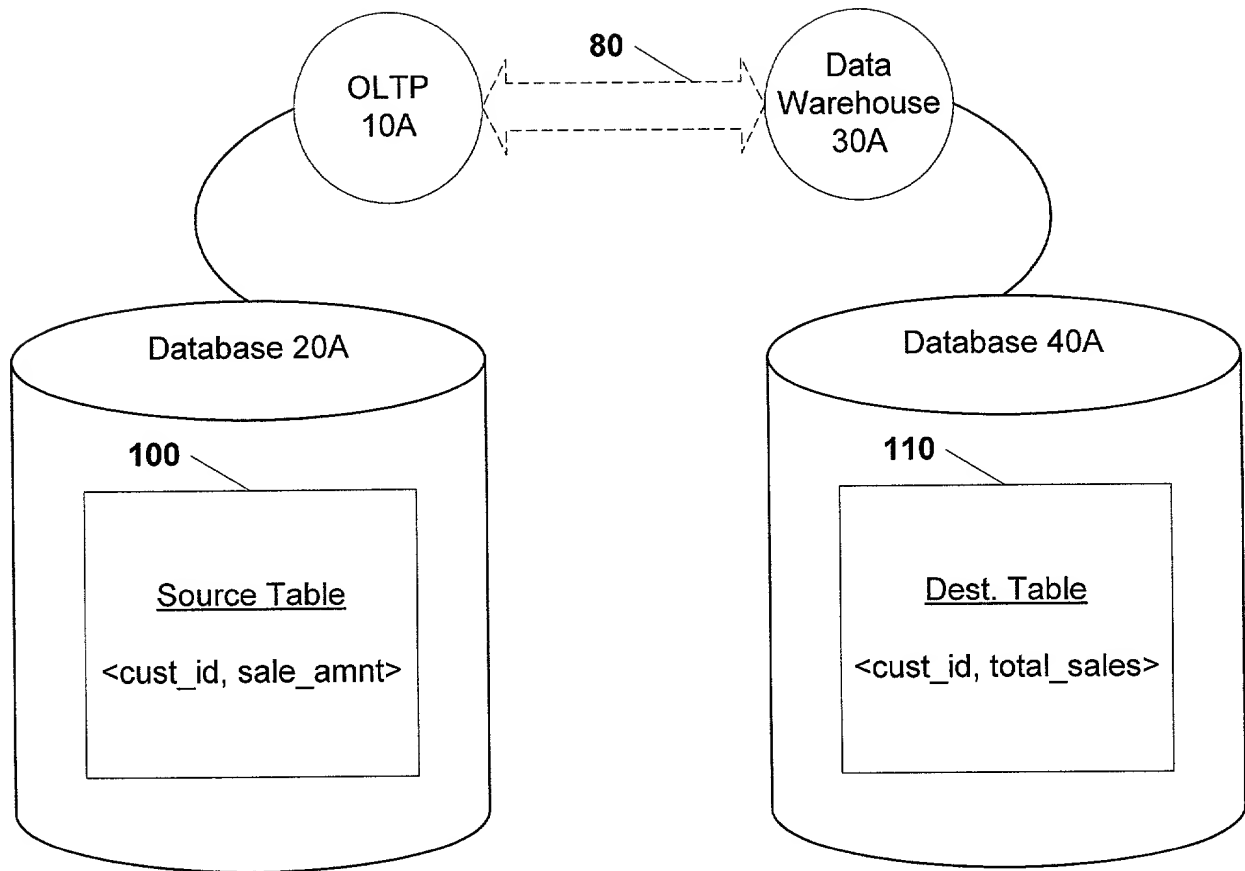 80
OLTP
10A
Data
Warehouse
30A
Database 20A
Database 40A
100
110
Source Table
<cust_id, sale_amnt>
Dest. Table
<cust_id, total_sales>